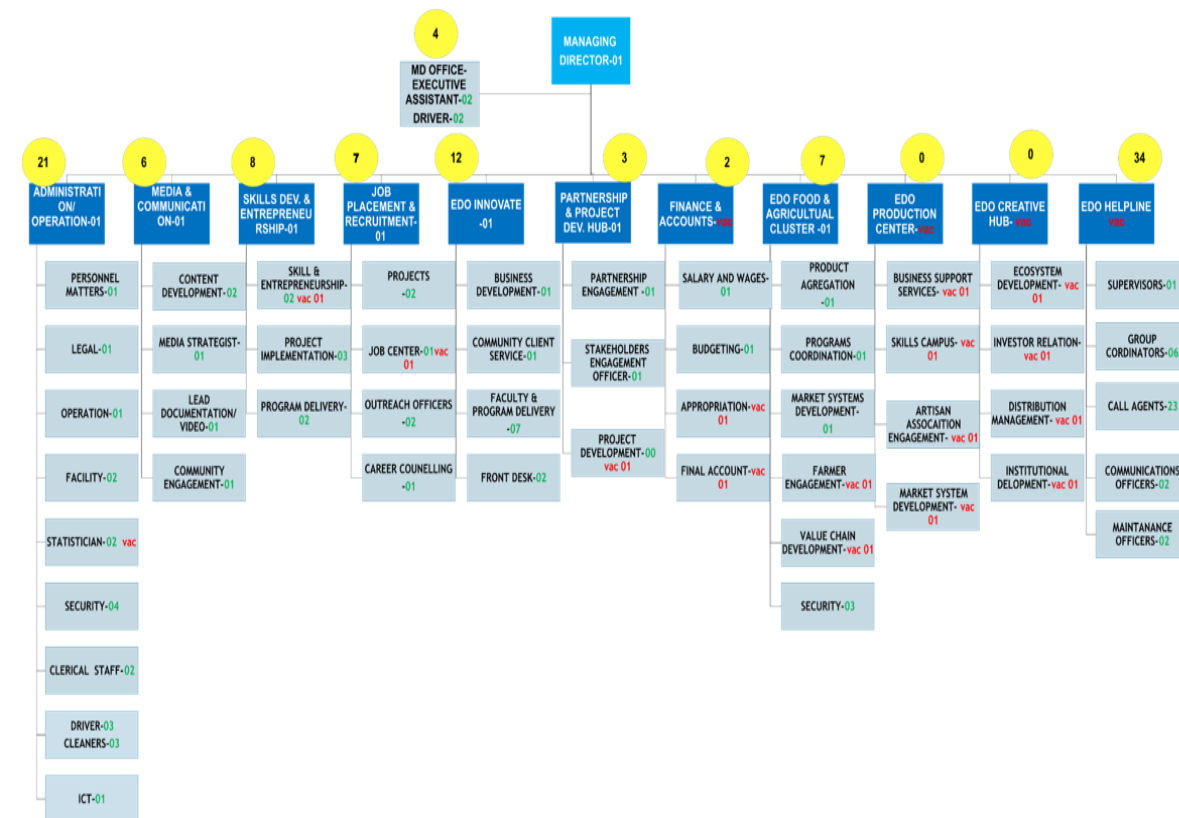 4
MANAGING
DIRECTOR-01
MD OFFICE-
EXECUTIVE
ASSISTANT-02
DRIVER-02
21
6
8
7
12
3
2
7
0
0
34
ADMINISTRATI
ON/
OPERATION-01
MEDIA &
COMMUNICATI
ON-01
SKILLS DEV. &
ENTREPRENEU
RSHIP-01
JOB
PLACEMENT &
RECRUITMENT-
01
EDO INNOVATE
-01
PARTNERSHIP
& PROJECT
DEV. HUB-01
FINANCE &
ACCOUNTS-vac
EDO FOOD &
AGRICULTUAL
CLUSTER -01
EDO
PRODUCTION
CENTER-vac
EDO CREATIVE
HUB- vac
EDO HELPLINE
vac
PERSONNEL
MATTERS-01
LEGAL-01
OPERATION-01
FACILITY-02
STATISTICIAN-02 vac
SECURITY-04
CLERICAL STAFF-02
DRIVER-03
CLEANERS-03
ICT-01
CONTENT
DEVELOPMENT-02
MEDIA STRATEGIST-
01
LEAD
DOCUMENTATION/
VIDEO-01
COMMUNITY
ENGAGEMENT-01
SKILL &
ENTREPRENEURSHIP-
02 vac 01
PROJECT
IMPLEMENTATION-03
PROGRAM DELIVERY-
02
PROJECTS
-02
JOB CENTER-01vac
01
OUTREACH OFFICERS
-02
CAREER COUNELLING
-01
BUSINESS
DEVELOPMENT-01
COMMUNITY CLIENT
SERVICE-01
FACULTY &
PROGRAM DELIVERY
-07
FRONT DESK-02
PARTNERSHIP
ENGAGEMENT -01
STAKEHOLDERS
ENGAGEMENT
OFFICER-01
PROJECT
DEVELOPMENT-00
vac 01
SALARY AND WAGES-
01
BUDGETING-01
APPROPRIATION-vac
01
FINAL ACCOUNT-vac
01
PRODUCT
AGREGATION
-01
PROGRAMS
COORDINATION-01
MARKET SYSTEMS
DEVELOPMENT-
01
FARMER
ENGAGEMENT-vac 01
VALUE CHAIN
DEVELOPMENT-vac 01
SECURITY-03
BUSINESS SUPPORT
SERVICES- vac 01
SKILLS CAMPUS- vac
01
ARTISAN
ASSOCAITION
ENGAGEMENT- vac 01
MARKET SYSTEM
DEVELOPMENT- vac
01
ECOSYSTEM
DEVELOPMENT- vac
01
INVESTOR RELATION-
vac 01
DISTRIBUTION
MANAGEMENT- vac 01
INSTITUTIONAL
DELOPMENT-vac 01
SUPERVISORS-01
GROUP
CORDINATORS-06
CALL AGENTS-23
COMMUNICATIONS
OFFICERS-02
MAINTANANCE
OFFICERS-02